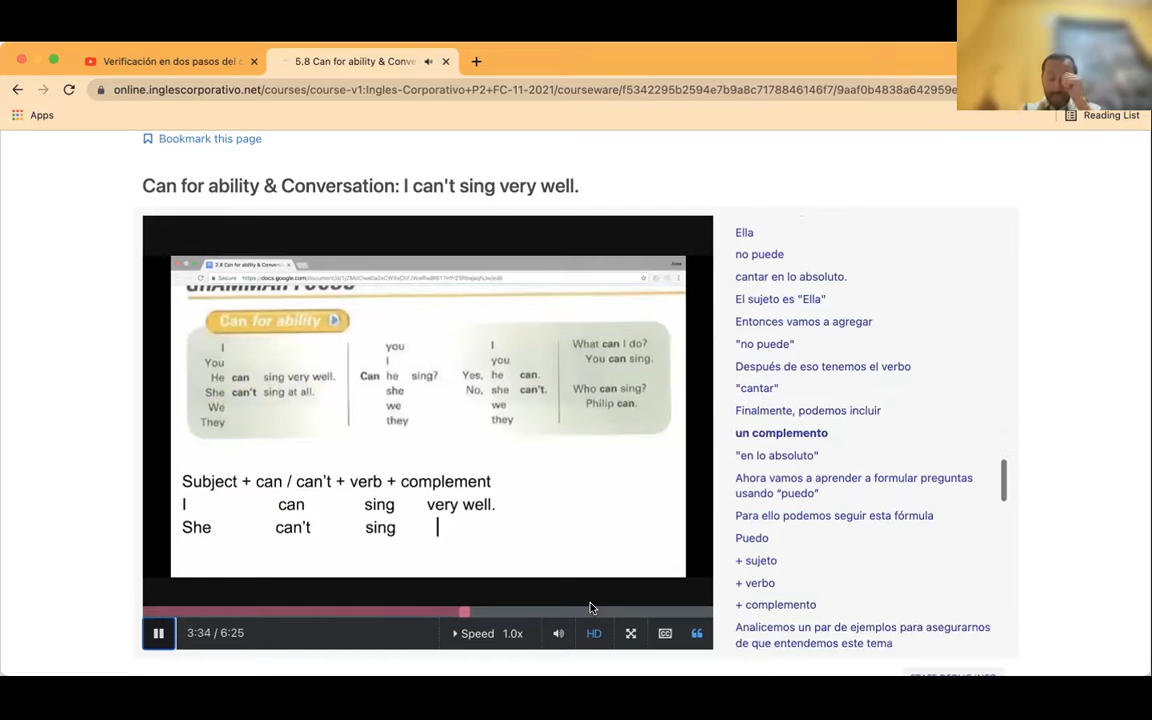 Verificación en dos pasos del
5.8 Can for ability & Conve
online.inglescorporativo.net/courses/course-v1:Ingles-Corporativo+P2+FC-11-2021/courseware/f5342295b2594e7b9a8c7178846146f7/9aaf0b4838a642959e
Apps
Reading List
Bookmark this page
Can for ability & Conversation: I can't sing very well.
GRAMMAR FOCUS
Can for ability
I
You
He can sing very well.
She can't sing at all.
We
They
you
I
Can he sing?
she
we
they
I
you
Yes, he can.
No, she can't.
we
they
What can I do?
You can sing.
Who can sing?
Philip can.
Subject + can / can't + verb + complement
I can sing very well.
She can't sing
3:34 / 6:25
Speed 1.0x
HD
Ella
no puede
cantar en lo absoluto.
El sujeto es "Ella"
Entonces vamos a agregar
"no puede"
Después de eso tenemos el verbo
"cantar"
Finalmente, podemos incluir
un complemento
"en lo absoluto"
Ahora vamos a aprender a formular preguntas
usando "puedo"
Para ello podemos seguir esta fórmula
Puedo
+ sujeto
+ verbo
+ complemento
Analicemos un par de ejemplos para asegurarnos
de que entendemos este tema